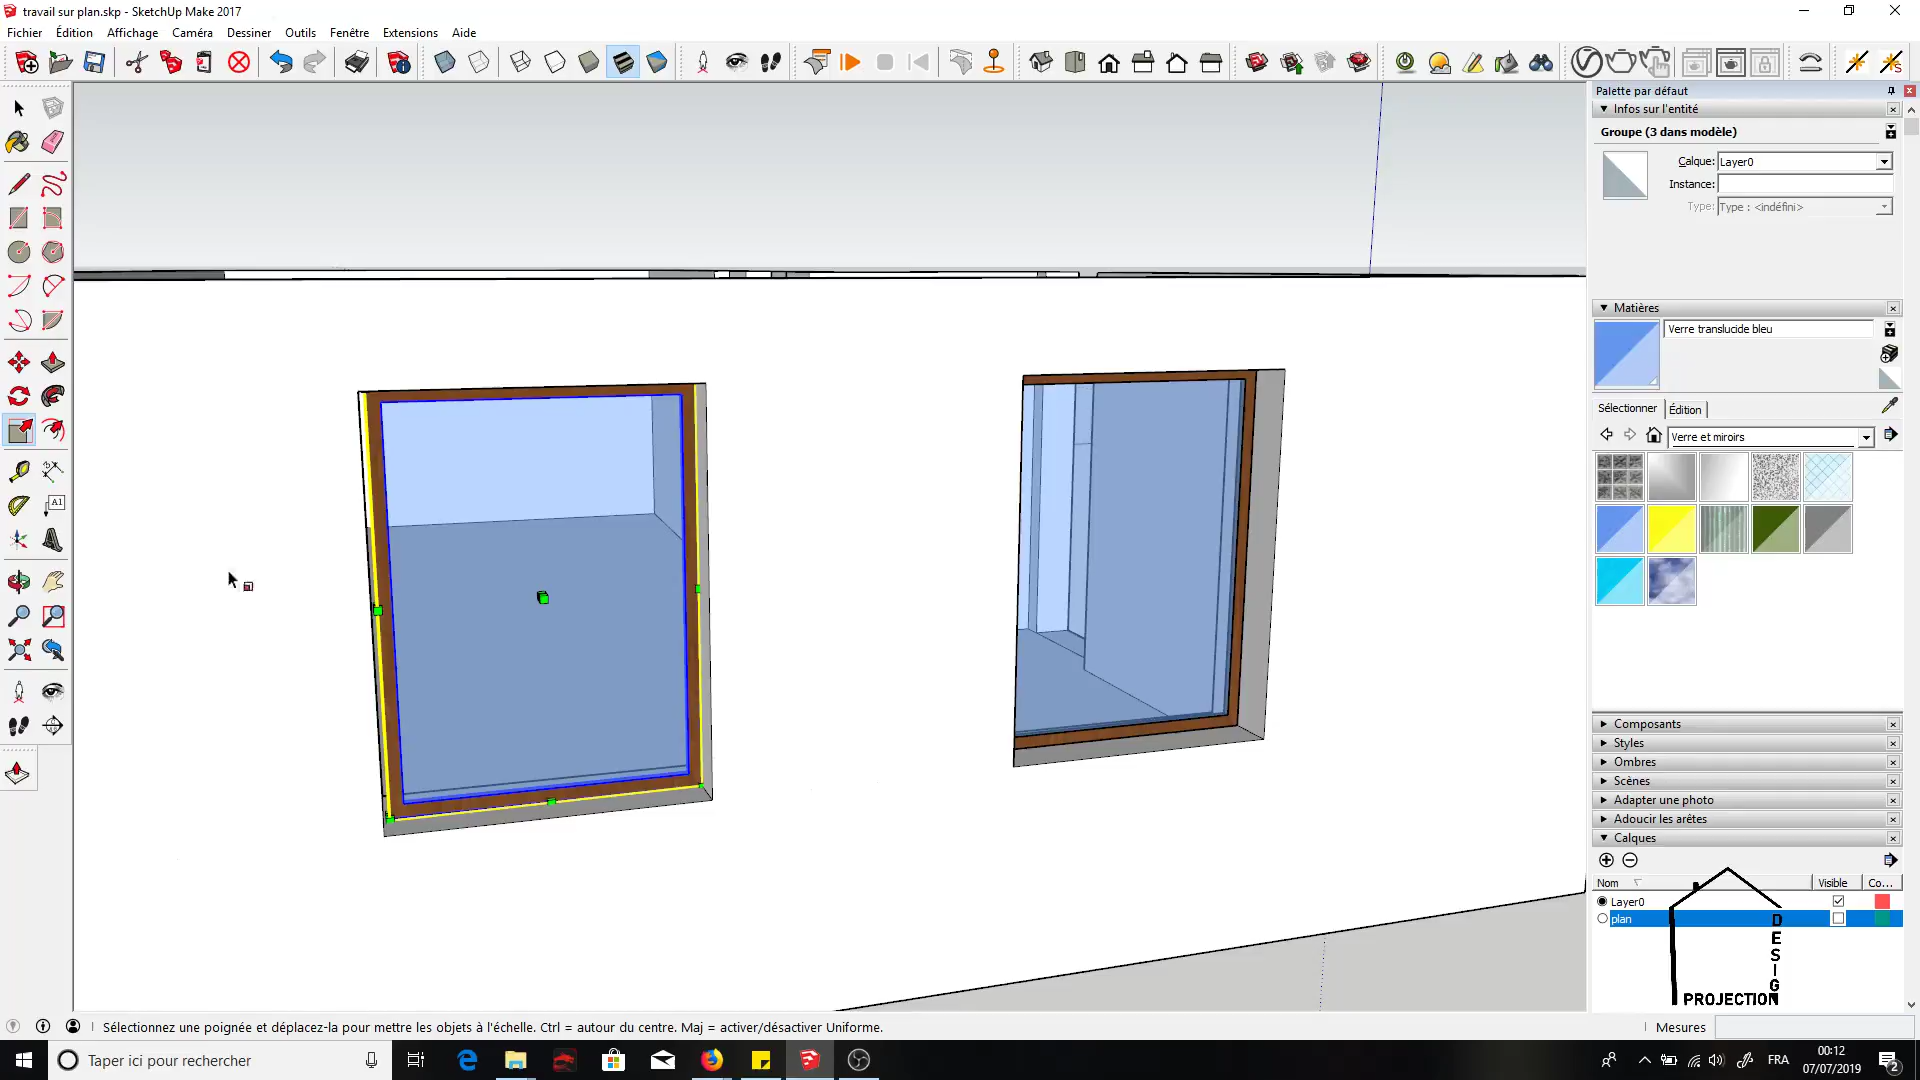 travail sur plan.skp - SketchUp Make 2017
Fichier Édition Affichage Caméra Dessiner Outils Fenêtre Extensions Aide
Palette par défaut
Infos sur l'entité
Groupe (3 dans modèle)
Calque: Layer0
Instance:
Type: Type : <indéfini>
Matières
Verre translucide bleu
Sélectionner Édition
Verre et miroirs
Composants
Styles
Ombres
Scènes
Adapter une photo
Adoucir les arêtes
Calques
Nom Visible Co...
Layer0
plan
DESIGN
PROJECTION
Sélectionnez une poignée et déplacez-la pour mettre les objets à l'échelle. Ctrl = autour du centre. Maj = activer/désactiver Uniforme.
Mesures
Taper ici pour rechercher
FRA
00:12
07/07/2019
2